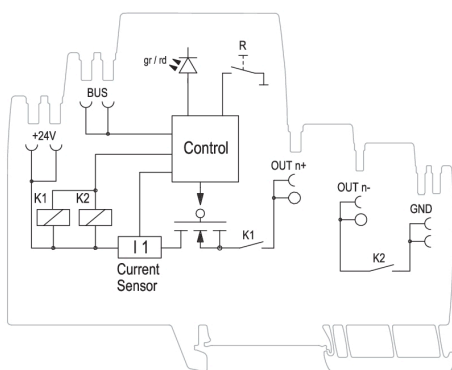 gr / rd
R
BUS
+24V
Control
OUT n+
K1
K2
OUT n-
GND
I 1
K1
K2
Current
Sensor